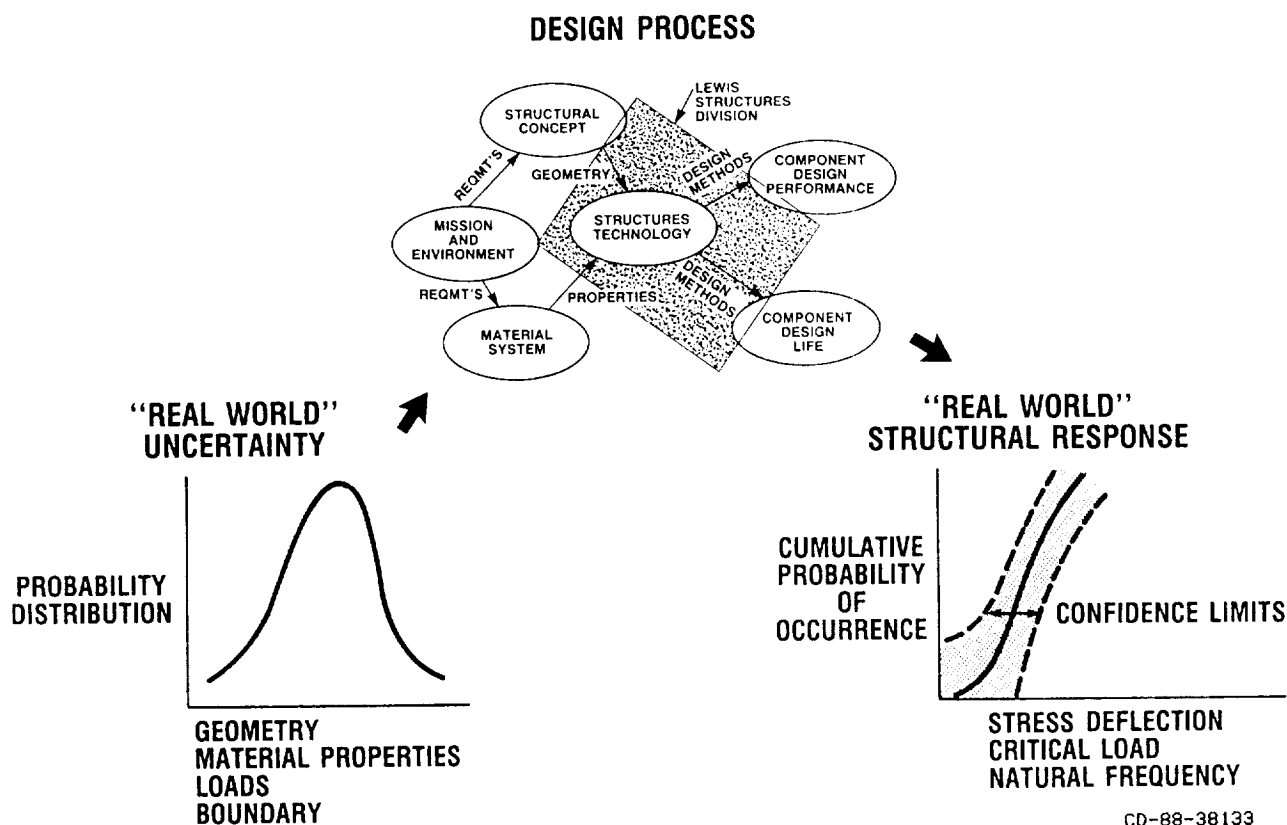 DESIGN PROCESS
LEWIS
STRUCTURES
DIVISION
STRUCTURAL
CONCEPT
REQMT'S
GEOMETRY
DESIGN
METHODS
COMPONENT
DESIGN
PERFORMANCE
MISSION
AND
ENVIRONMENT
STRUCTURES
TECHNOLOGY
REQMT'S
PROPERTIES
DESIGN
METHODS
MATERIAL
SYSTEM
COMPONENT
DESIGN
LIFE
"REAL WORLD"
UNCERTAINTY
PROBABILITY
DISTRIBUTION
GEOMETRY
MATERIAL PROPERTIES
LOADS
BOUNDARY
"REAL WORLD"
STRUCTURAL RESPONSE
CUMULATIVE
PROBABILITY
OF
OCCURRENCE
CONFIDENCE LIMITS
STRESS DEFLECTION
CRITICAL LOAD
NATURAL FREQUENCY
CD-88-38133